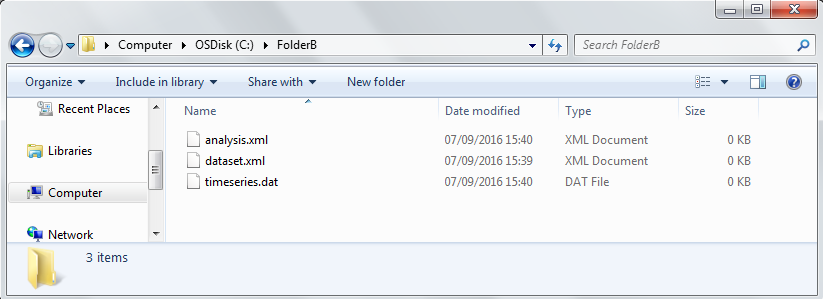 Computer OSDisk (C:) FolderB Search FolderB
Organize Include in library Share with New folder
Recent Places
Libraries
Computer
Network
Name Date modified Type Size
analysis.xml 07/09/2016 15:40 XML Document 0 KB
dataset.xml 07/09/2016 15:39 XML Document 0 KB
timeseries.dat 07/09/2016 15:40 DAT File 0 KB
3 items